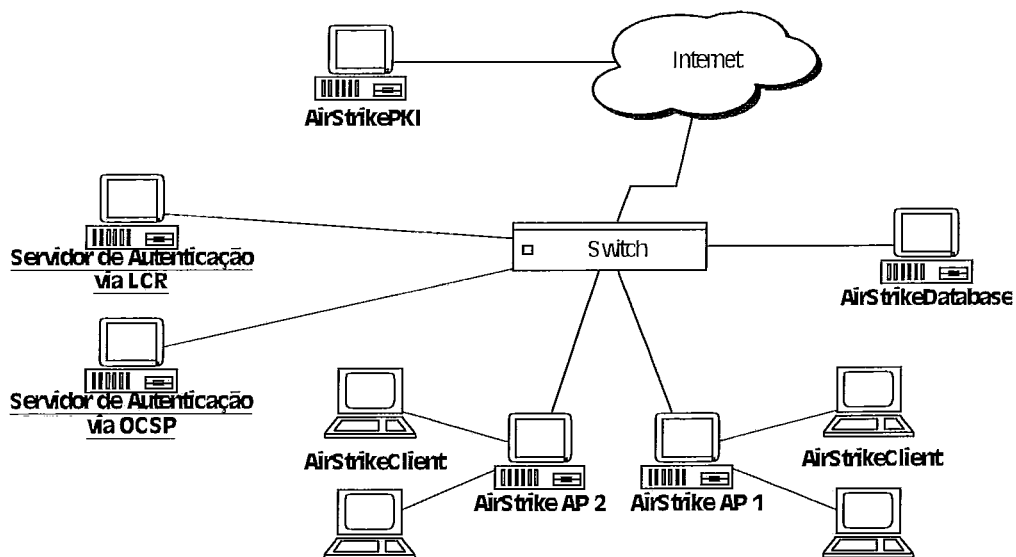 Internet
AirStrikePKI
Switch
Servidor de Autenticação
via LCR
AirStrikeDatabase
Servidor de Autenticação
via OCSP
AirStrikeClient
AirStrikeClient
AirStrike AP 2
AirStrike AP 1